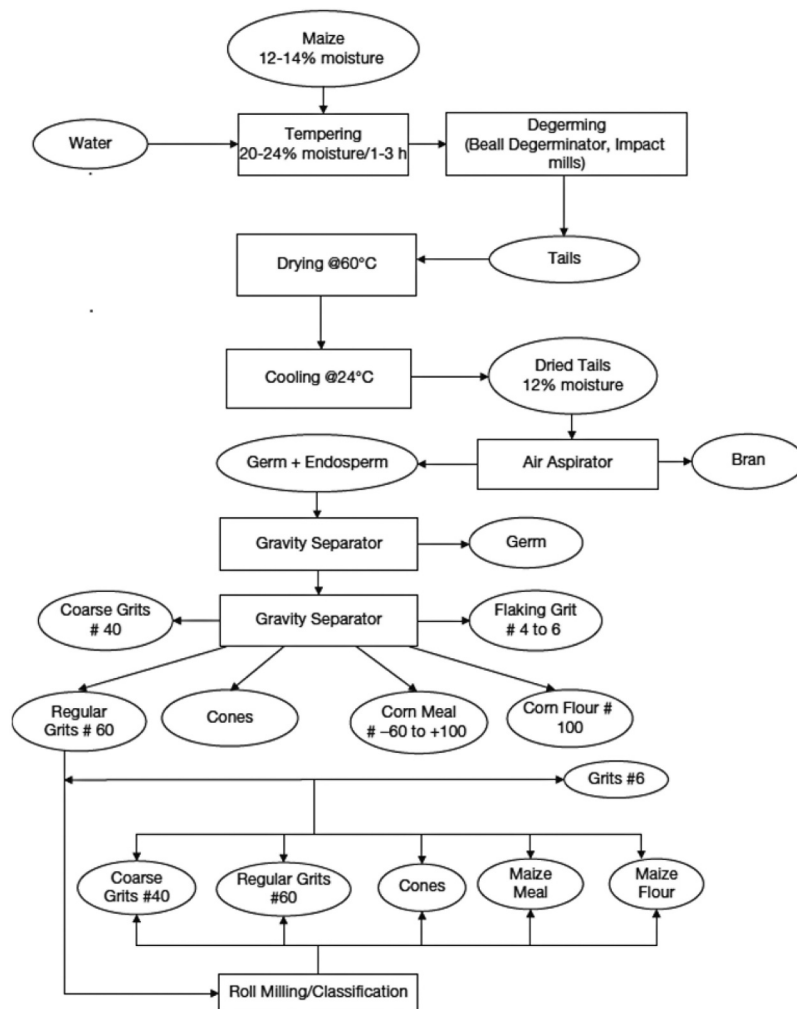 Maize
12-14% moisture
Water
Tempering
20-24% moisture/1-3 h
Degerming
(Beall Degerminator, Impact
mills)
Drying @60°C
Tails
Cooling @24°C
Dried Tails
12% moisture
Germ + Endosperm
Air Aspirator
Bran
Gravity Separator
Germ
Coarse Grits
# 40
Gravity Separator
Flaking Grit
# 4 to 6
Regular
Grits # 60
Cones
Corn Meal
# –60 to +100
Corn Flour #
100
Grits #6
Coarse
Grits #40
Regular Grits
#60
Cones
Maize
Meal
Maize
Flour
Roll Milling/Classification